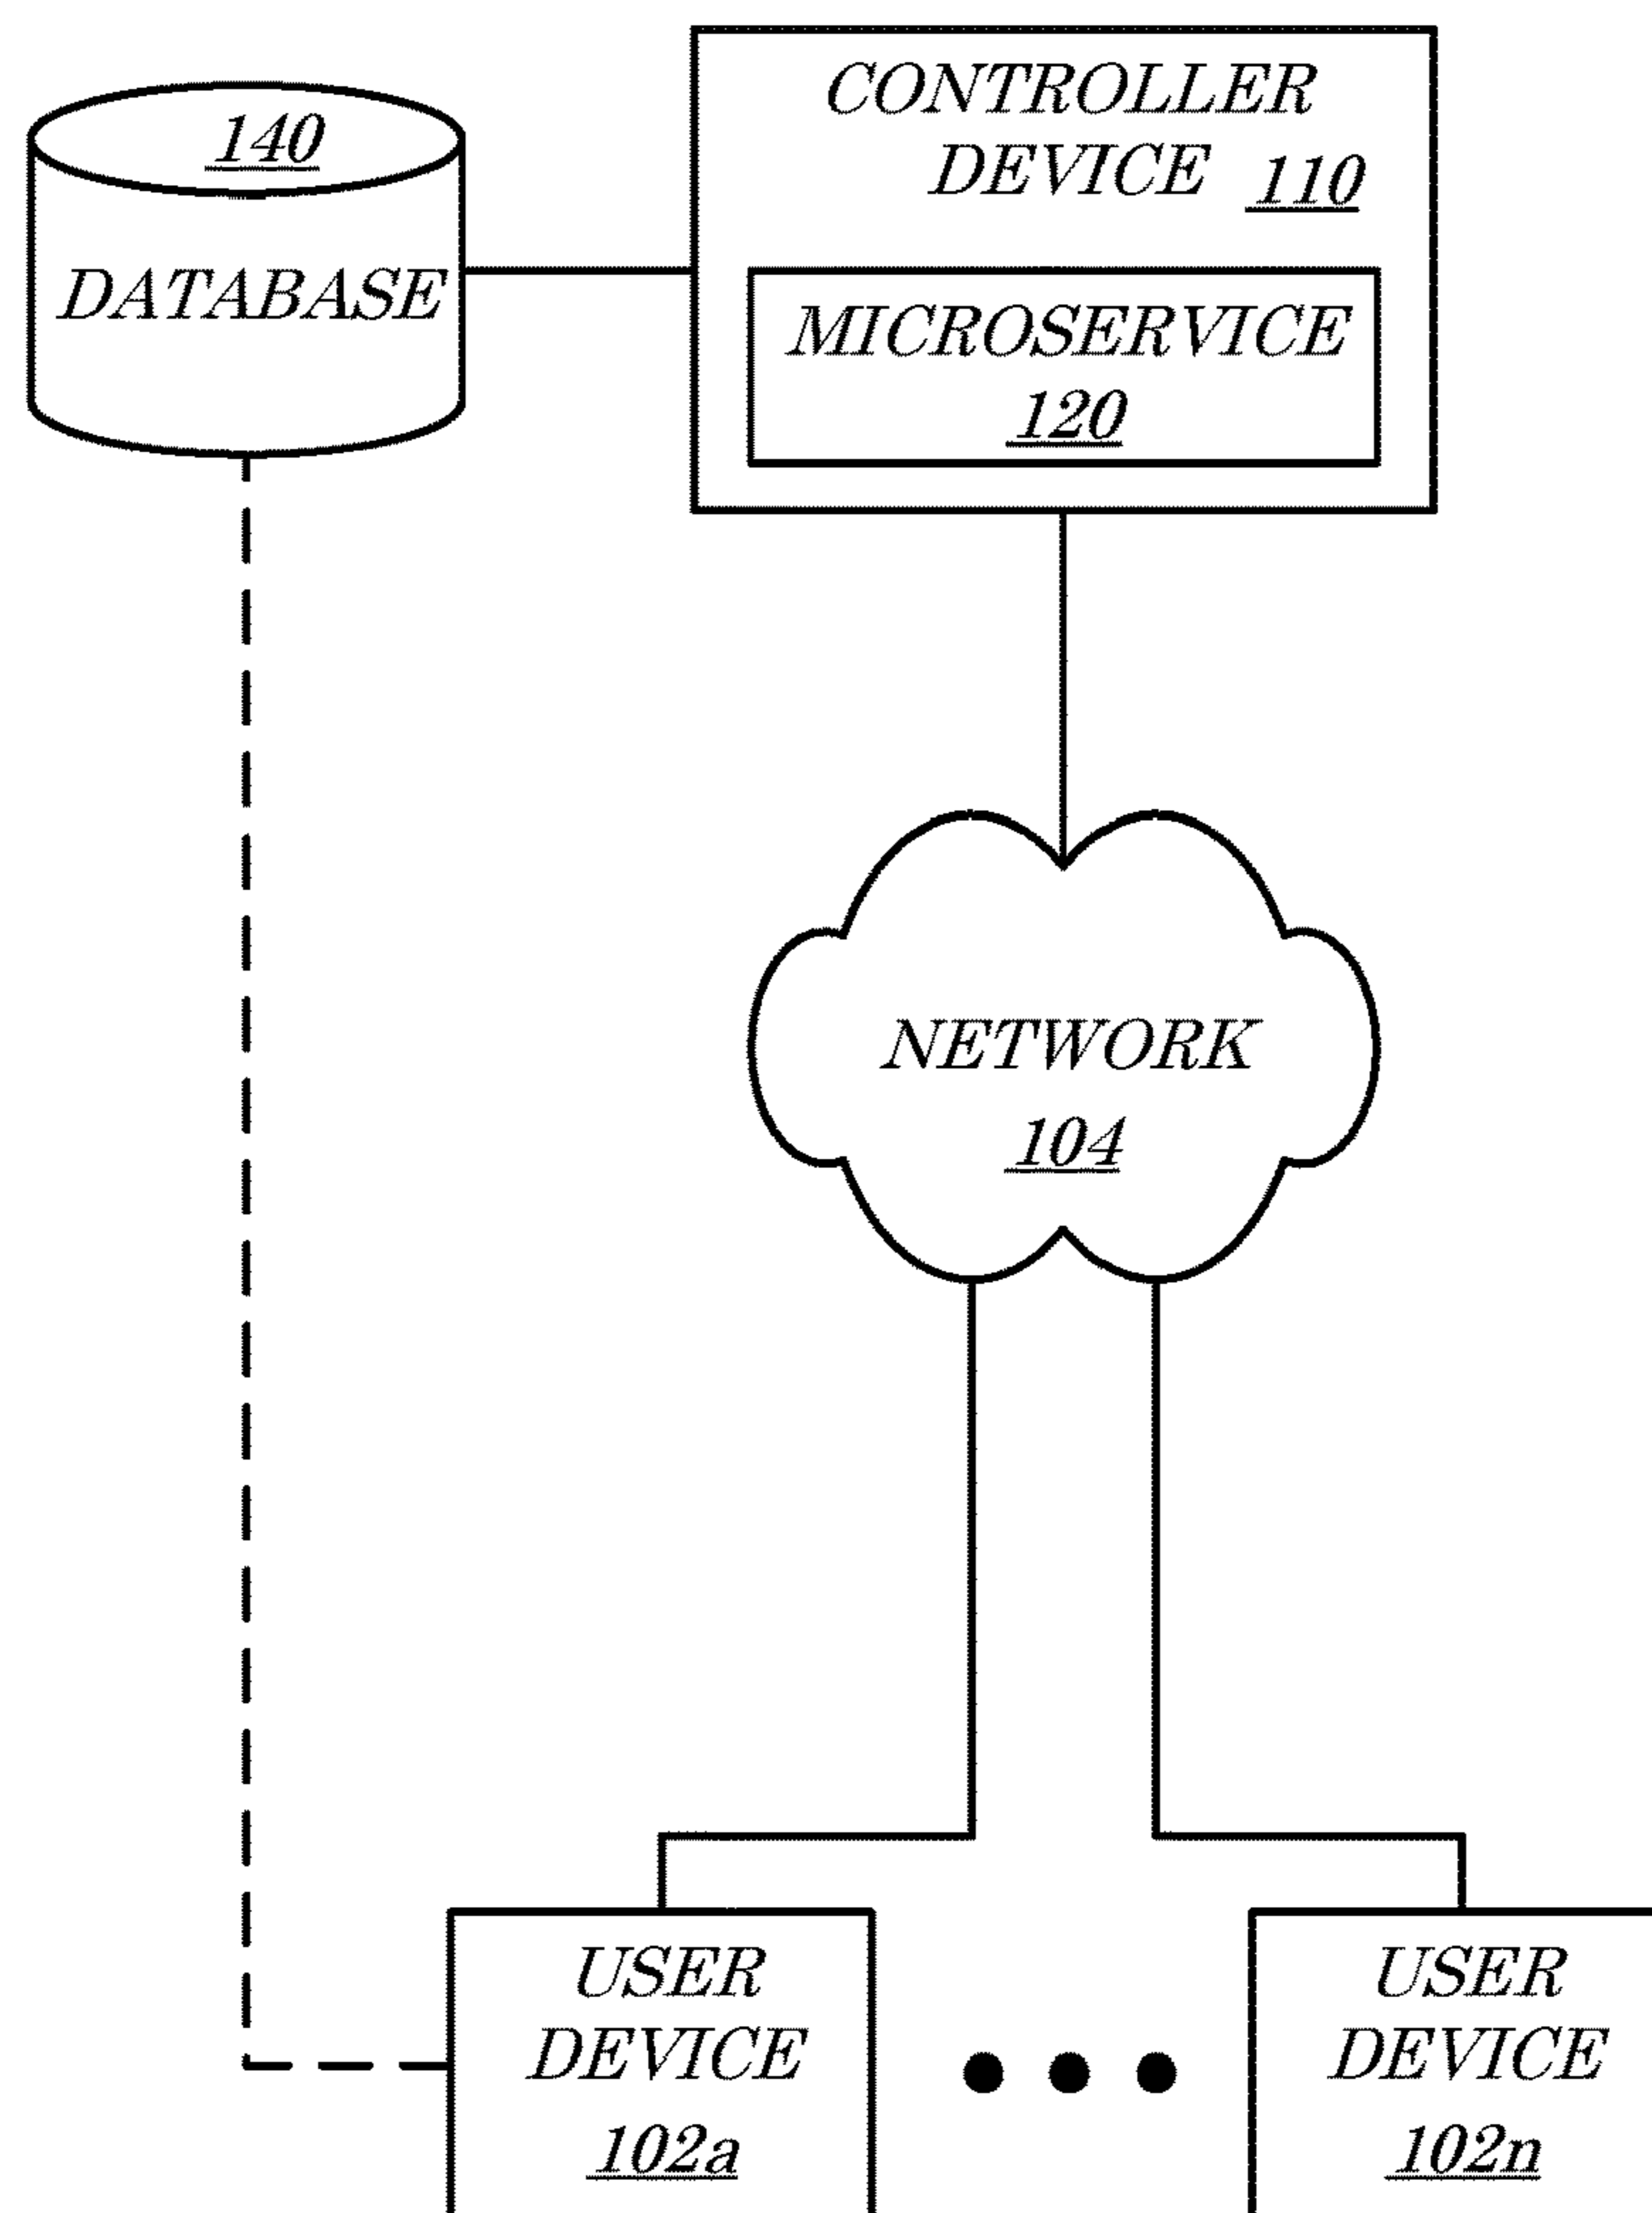 140
DATABASE
CONTROLLER
DEVICE 110
MICROSERVICE
120
NETWORK
104
USER
DEVICE
102a
USER
DEVICE
102n